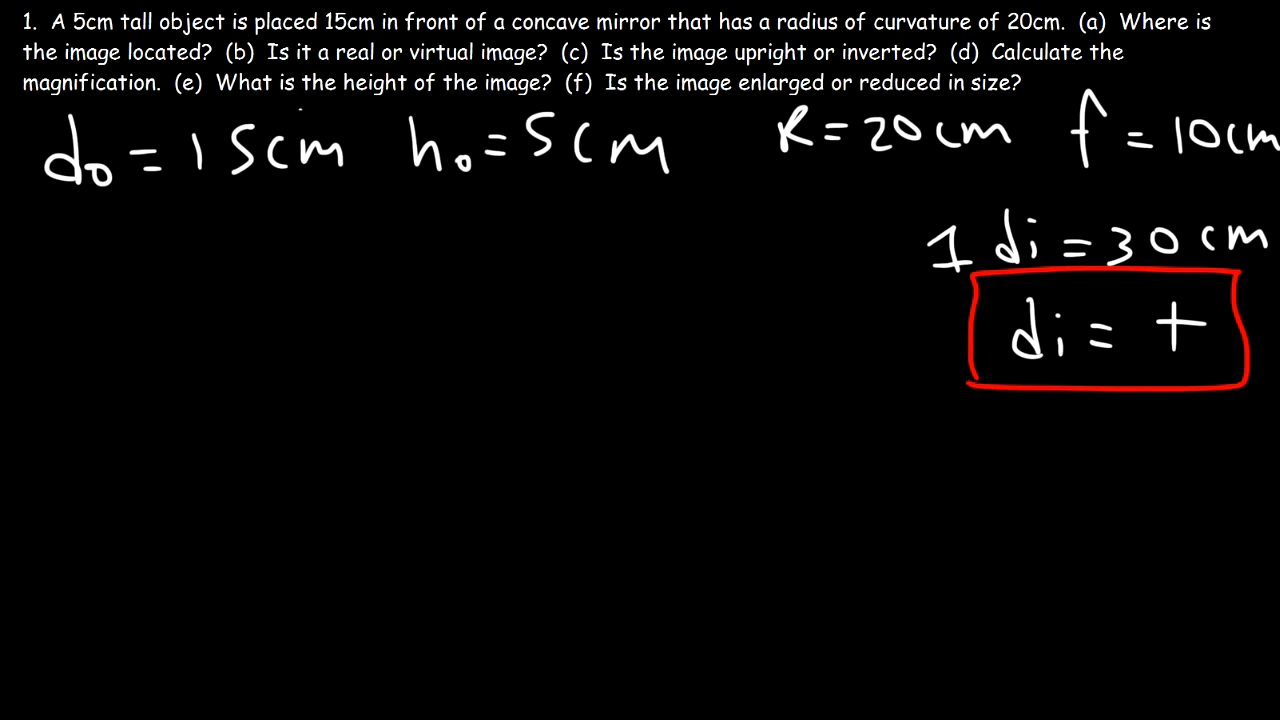 1. A 5cm tall object is placed 15cm in front of a concave mirror that has a radius of curvature of 20cm. (a) Where is
the image located? (b) Is it a real or virtual image? (c) Is the image upright or inverted? (d) Calculate the
magnification. (e) What is the height of the image? (f) Is the image enlarged or reduced in size?
do = 15cm ho = 5cm R = 20cm f = 10cm
1 di = 30cm
di = +